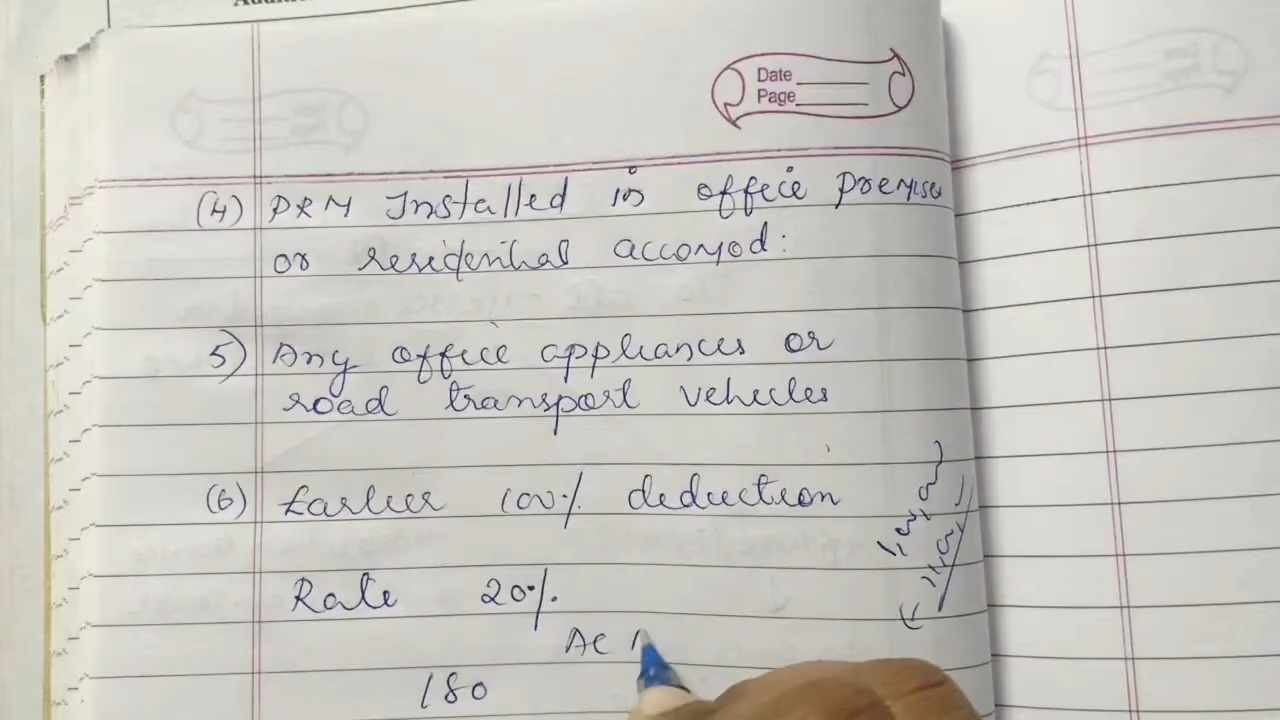 Date
Page
(4) P&M Installed in office premises
or residential accomod:
5) Any office appliances or
road transport vehicles
(6) Earlier 100% deduction
Rate 20%.
AC
180